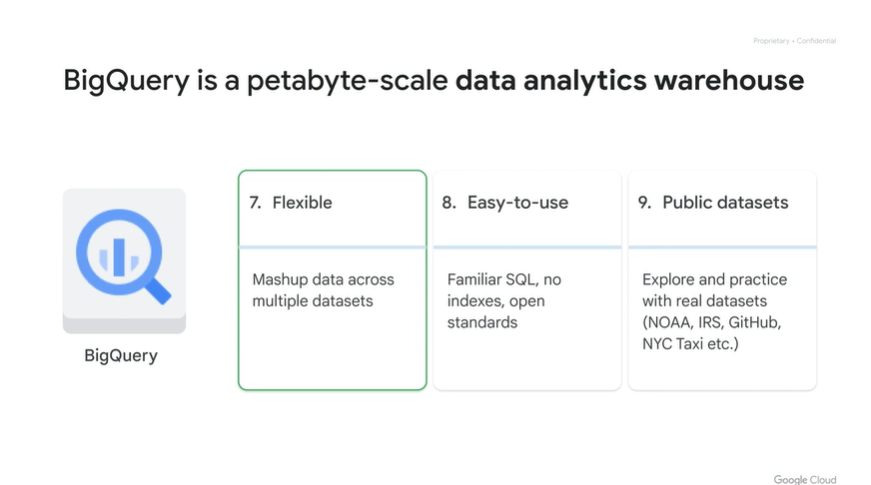 Proprietary + Confidential
BigQuery is a petabyte-scale data analytics warehouse
BigQuery
7. Flexible
Mashup data across
multiple datasets
8. Easy-to-use
Familiar SQL, no
indexes, open
standards
9. Public datasets
Explore and practice
with real datasets
(NOAA, IRS, GitHub,
NYC Taxi etc.)
Google Cloud